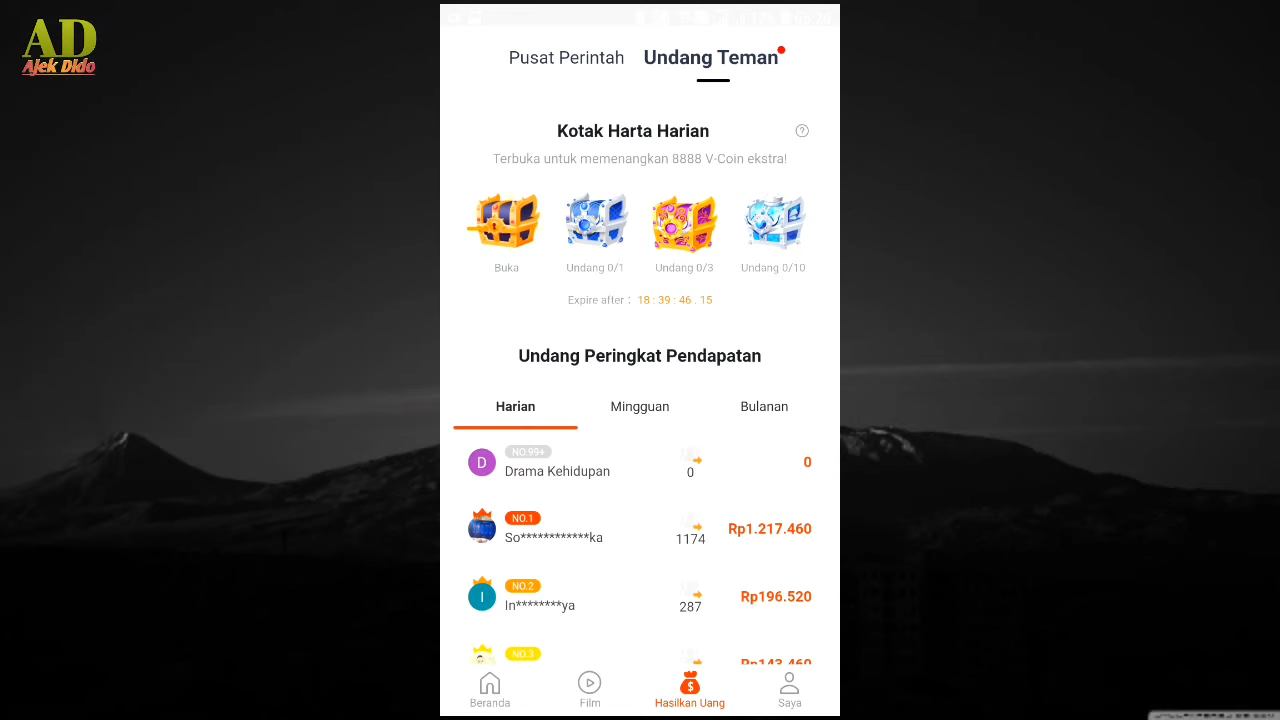 AD
Ajek Dido
Pusat Perintah
Undang Teman
Kotak Harta Harian
Terbuka untuk memenangkan 8888 V-Coin ekstra!
Buka
Undang 0/1
Undang 0/3
Undang 0/10
Expire after : 18 : 39 : 46 . 15
Undang Peringkat Pendapatan
Harian
Mingguan
Bulanan
D
NO.99+
Drama Kehidupan
0
0
NO.1
So************ka
1174
Rp1.217.460
I
NO.2
In********ya
287
Rp196.520
NO.3
Rp143.460
Beranda
Film
Hasilkan Uang
Saya